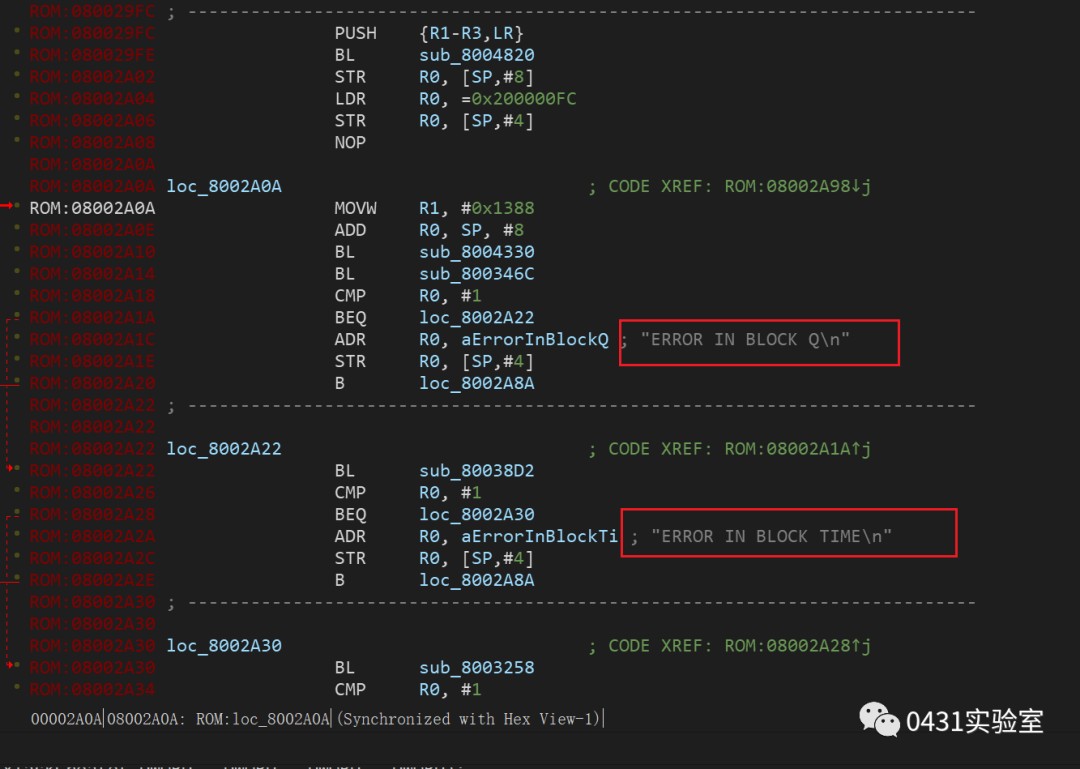 ROM:080029FC ; ---------------------------------------------------------------------------
ROM:080029FC PUSH {R1-R3,LR}
ROM:080029FE BL sub_8004820
ROM:08002A02 STR R0, [SP,#8]
ROM:08002A04 LDR R0, =0x200000FC
ROM:08002A06 STR R0, [SP,#4]
ROM:08002A08 NOP
ROM:08002A0A
ROM:08002A0A loc_8002A0A ; CODE XREF: ROM:08002A98↓j
ROM:08002A0A MOVW R1, #0x1388
ROM:08002A0E ADD R0, SP, #8
ROM:08002A10 BL sub_8004330
ROM:08002A14 BL sub_800346C
ROM:08002A18 CMP R0, #1
ROM:08002A1A BEQ loc_8002A22
ROM:08002A1C ADR R0, aErrorInBlockQ ; "ERROR IN BLOCK Q\n"
ROM:08002A1E STR R0, [SP,#4]
ROM:08002A20 B loc_8002A8A
ROM:08002A22 ; ---------------------------------------------------------------------------
ROM:08002A22
ROM:08002A22 loc_8002A22 ; CODE XREF: ROM:08002A1A↑j
ROM:08002A22 BL sub_80038D2
ROM:08002A26 CMP R0, #1
ROM:08002A28 BEQ loc_8002A30
ROM:08002A2A ADR R0, aErrorInBlockTi ; "ERROR IN BLOCK TIME\n"
ROM:08002A2C STR R0, [SP,#4]
ROM:08002A2E B loc_8002A8A
ROM:08002A30 ; ---------------------------------------------------------------------------
ROM:08002A30
ROM:08002A30 loc_8002A30 ; CODE XREF: ROM:08002A28↑j
ROM:08002A30 BL sub_8003258
ROM:08002A34 CMP R0, #1
00002A0A 08002A0A: ROM:loc_8002A0A (Synchronized with Hex View-1)
0431实验室